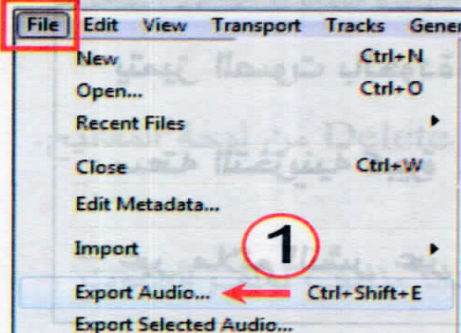 File Edit View Transport Tracks Gener
New Ctrl+N
Open... Ctrl+O
Recent Files
Close Ctrl+W
Edit Metadata...
Import
1
Export Audio... Ctrl+Shift+E
Export Selected Audio...